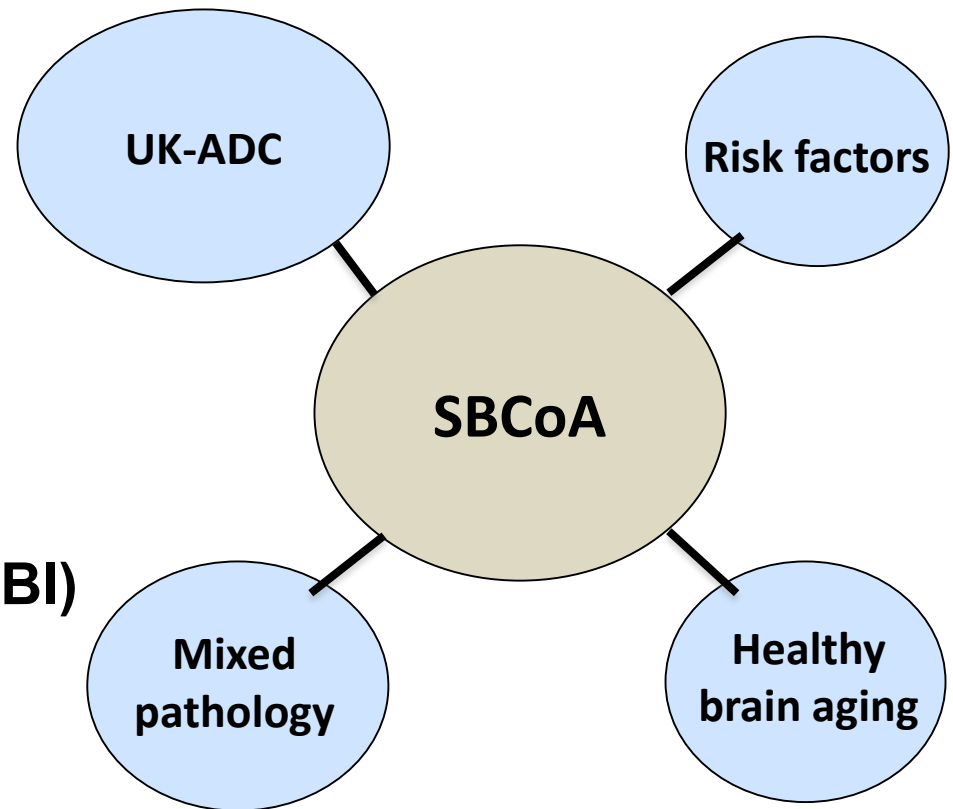 UK-ADC
Risk factors
SBCoA
BI)
Mixed
pathology
Healthy
brain aging